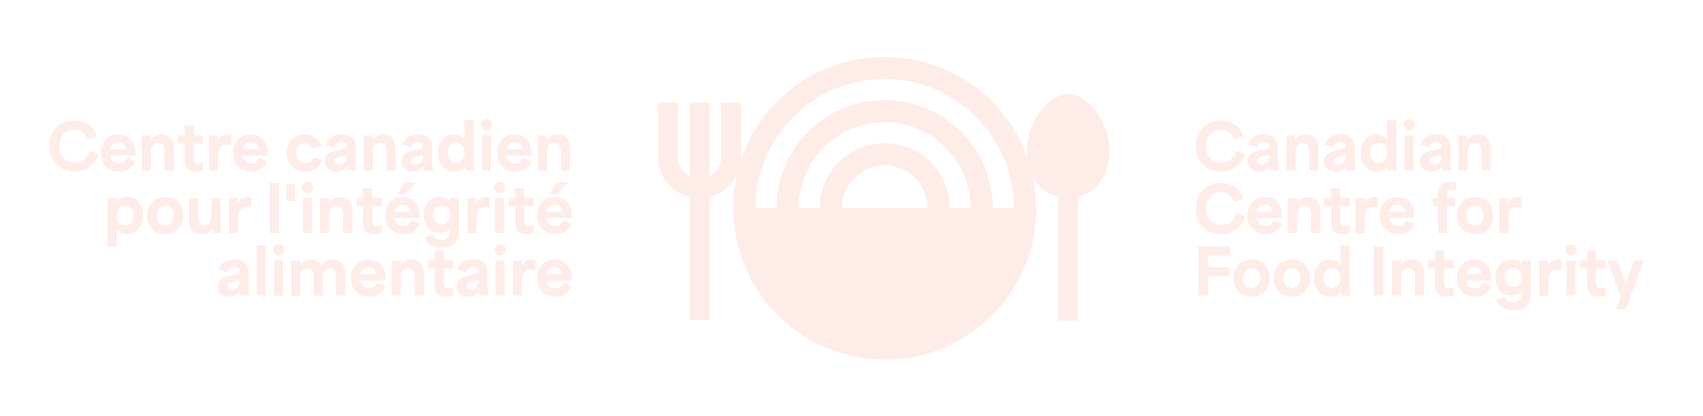 Centre canadien
pour l'intégrité
alimentaire
Canadian
Centre for
Food Integrity